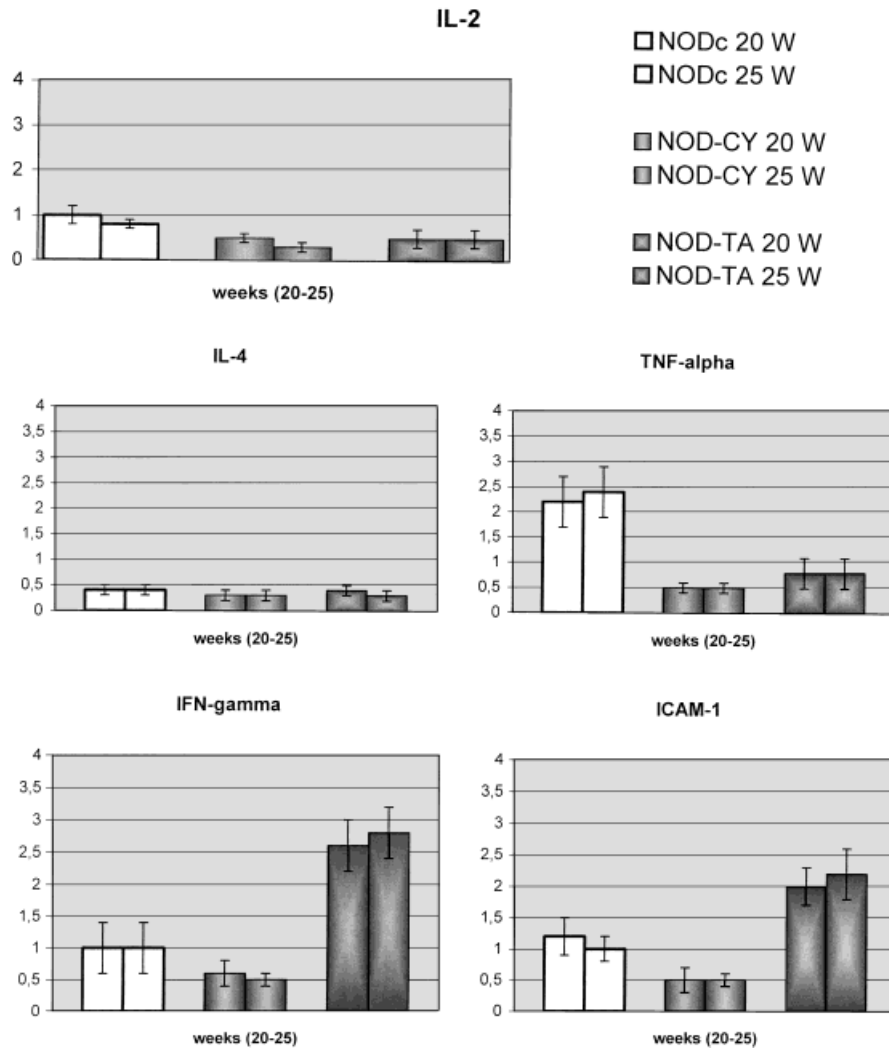 IL-2
NODc 20 W
NODc 25 W
NOD-CY 20 W
NOD-CY 25 W
NOD-TA 20 W
NOD-TA 25 W
4
3
2
1
0
weeks (20-25)
IL-4
4
3,5
3
2,5
2
1,5
1
0,5
0
weeks (20-25)
TNF-alpha
4
3,5
3
2,5
2
1,5
1
0,5
0
weeks (20-25)
IFN-gamma
4
3,5
3
2,5
2
1,5
1
0,5
0
weeks (20-25)
ICAM-1
4
3,5
3
2,5
2
1,5
1
0,5
0
weeks (20-25)